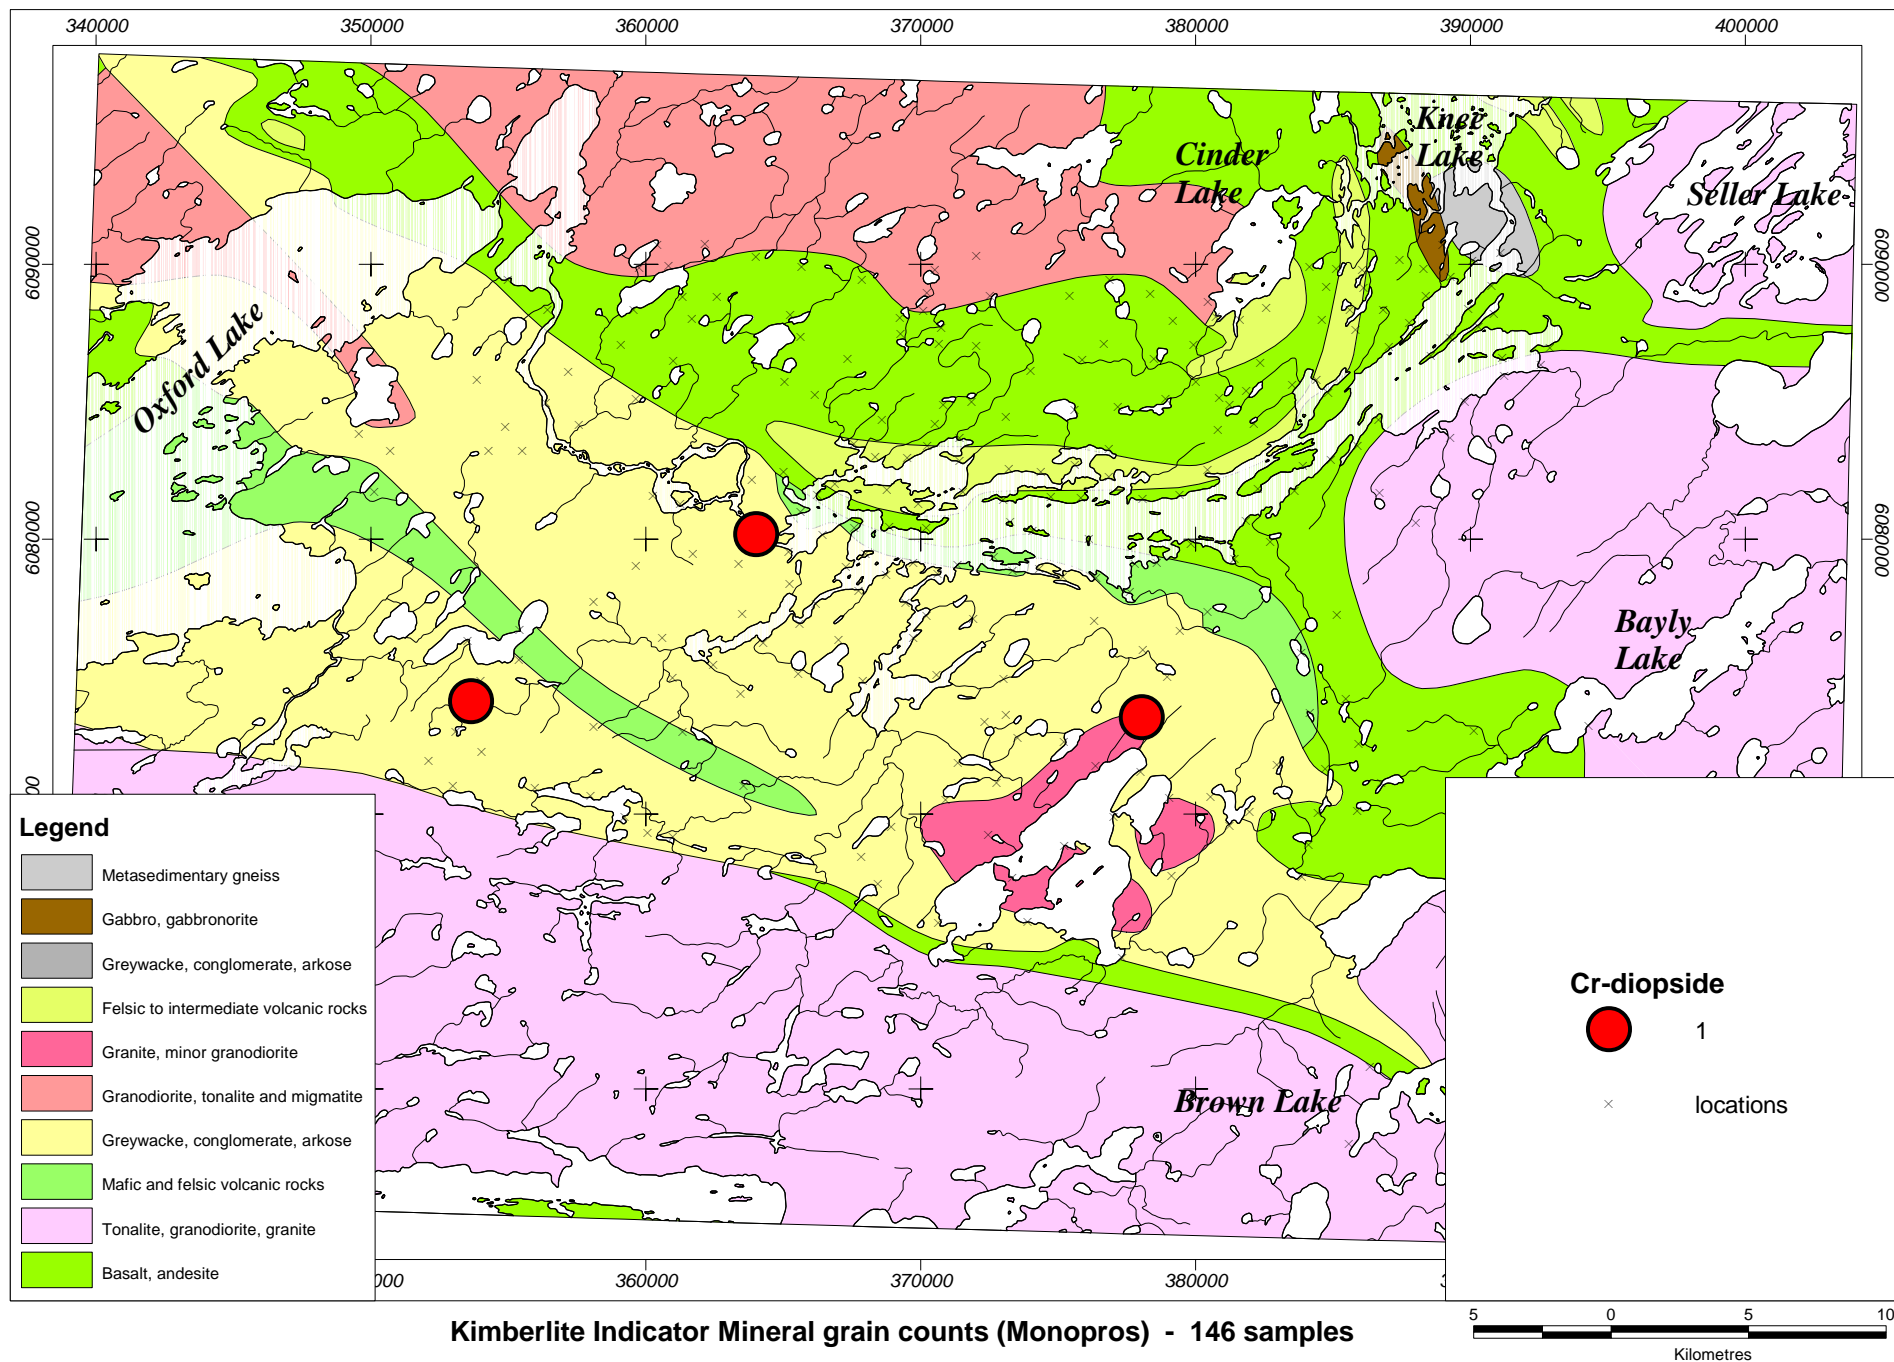 340000 350000 360000 370000 380000 390000 400000
Knee
Lake
Cinder
Lake
Seller Lake
6090000 6090000
Oxford Lake
6080000 6080000
Bayly
Lake
00
Legend
Metasedimentary gneiss
Gabbro, gabbronorite
Greywacke, conglomerate, arkose
Felsic to intermediate volcanic rocks
Granite, minor granodiorite
Granodiorite, tonalite and migmatite
Greywacke, conglomerate, arkose
Mafic and felsic volcanic rocks
Tonalite, granodiorite, granite
Basalt, andesite
Cr-diopside
1
locations
Brown Lake
000 360000 370000 380000
Kimberlite Indicator Mineral grain counts (Monopros) - 146 samples
5 0 5 10
Kilometres